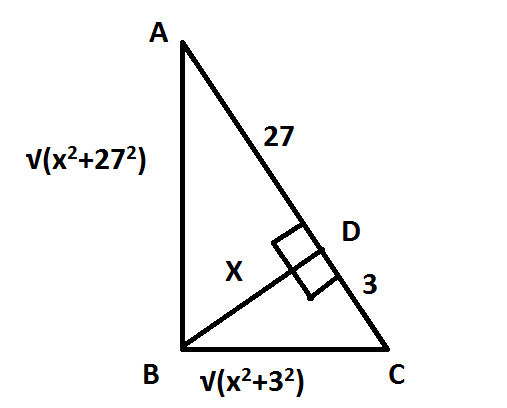 A
27
√(x²+27²)
D
X
3
B
√(x²+3²)
C